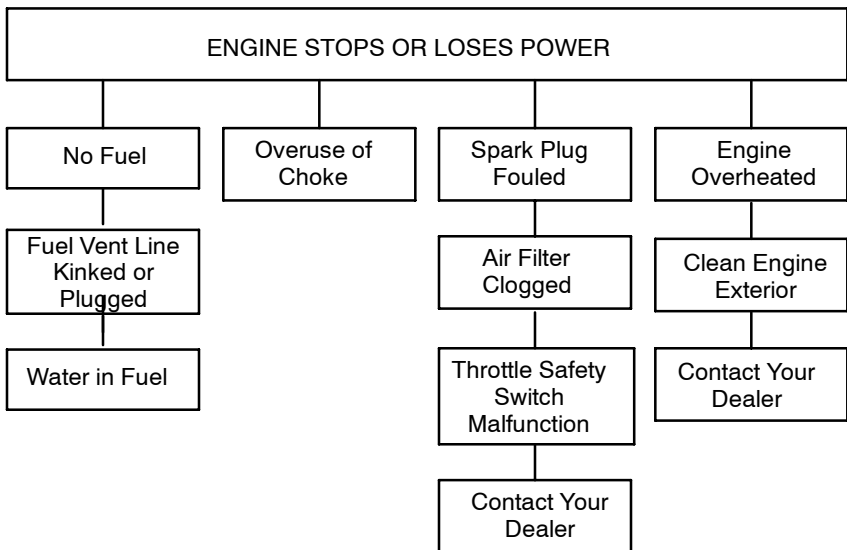 ENGINE STOPS OR LOSES POWER
No Fuel
Fuel Vent Line
Kinked or
Plugged
Water in Fuel
Overuse of
Choke
Spark Plug
Fouled
Air Filter
Clogged
Throttle Safety
Switch
Malfunction
Contact Your
Dealer
Engine
Overheated
Clean Engine
Exterior
Contact Your
Dealer